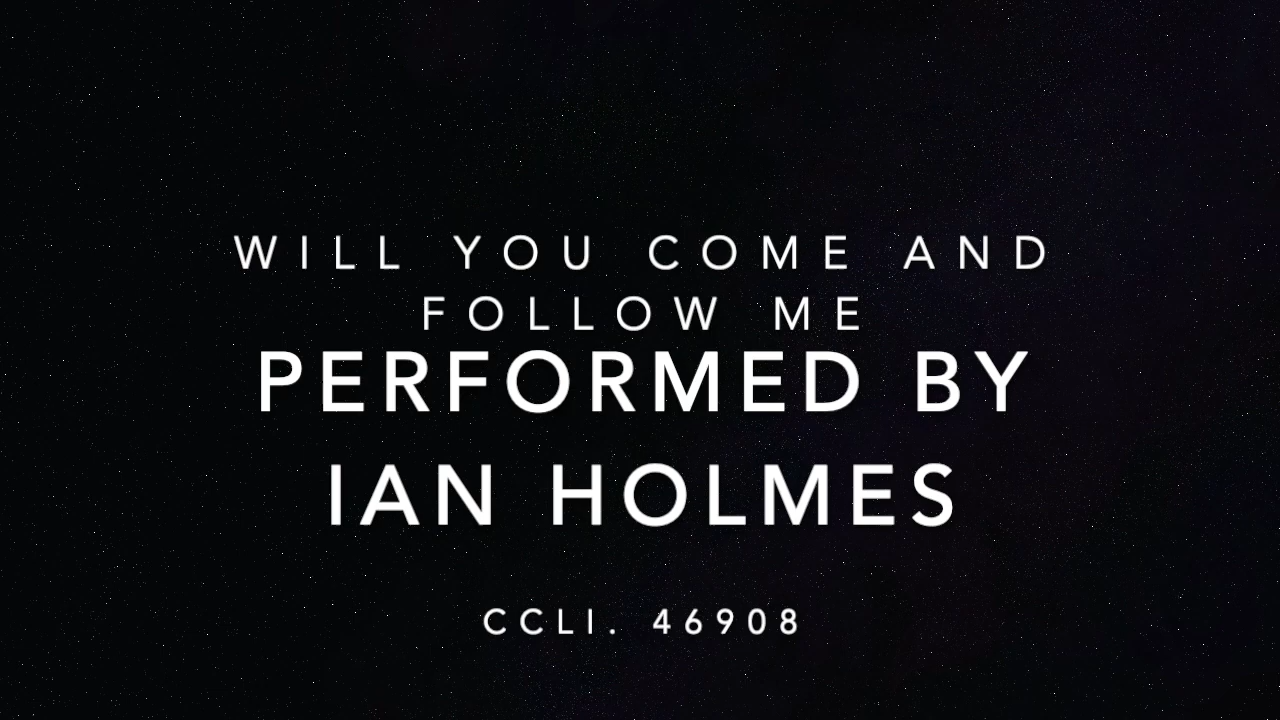 WILL YOU COME AND
FOLLOW ME
PERFORMED BY
IAN HOLMES
CCLI. 46908